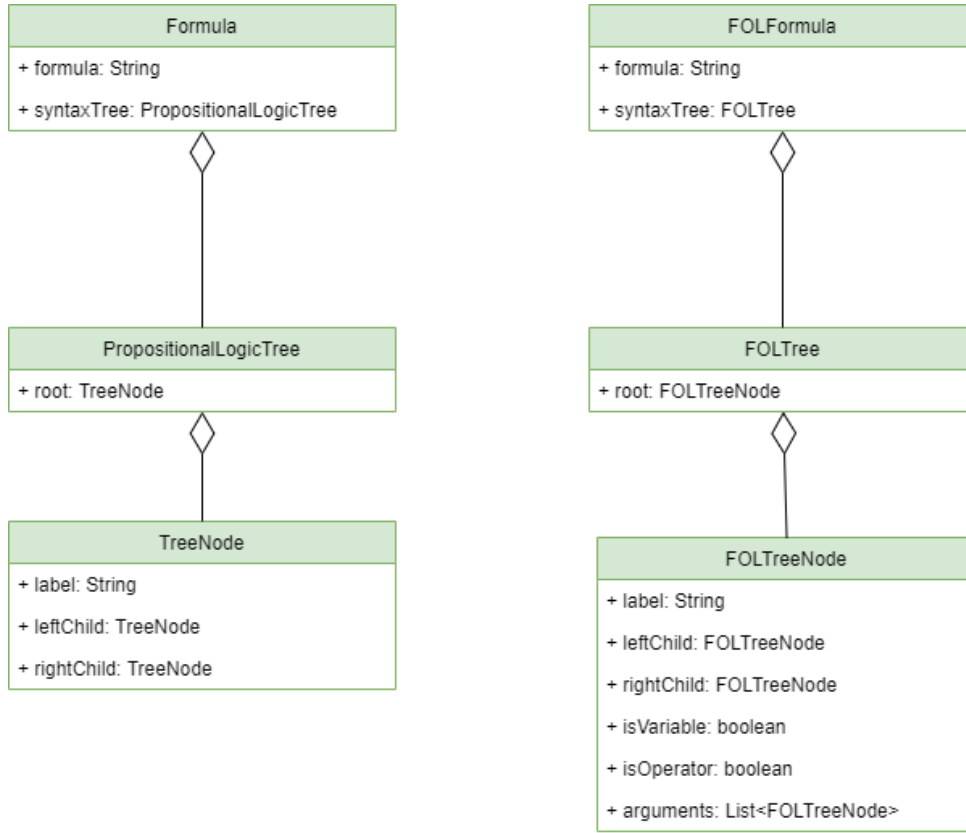 Formula
+ formula: String
+ syntaxTree: PropositionalLogicTree
PropositionalLogicTree
+ root: TreeNode
TreeNode
+ label: String
+ leftChild: TreeNode
+ rightChild: TreeNode
FOLFormula
+ formula: String
+ syntaxTree: FOLTree
FOLTree
+ root: FOLTreeNode
FOLTreeNode
+ label: String
+ leftChild: FOLTreeNode
+ rightChild: FOLTreeNode
+ isVariable: boolean
+ isOperator: boolean
+ arguments: List<FOLTreeNode>